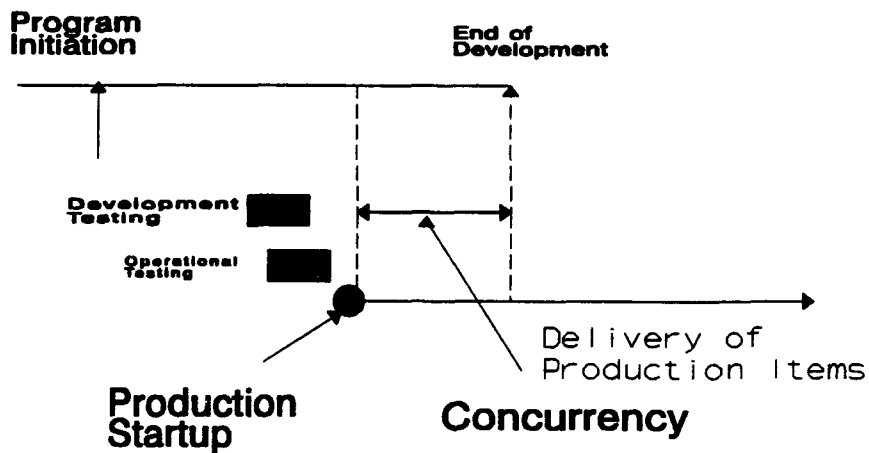 Program
Initiation
End of
Development
Development
Testing
Operational
Testing
Delivery of
Production Items
Production
Startup
Concurrency